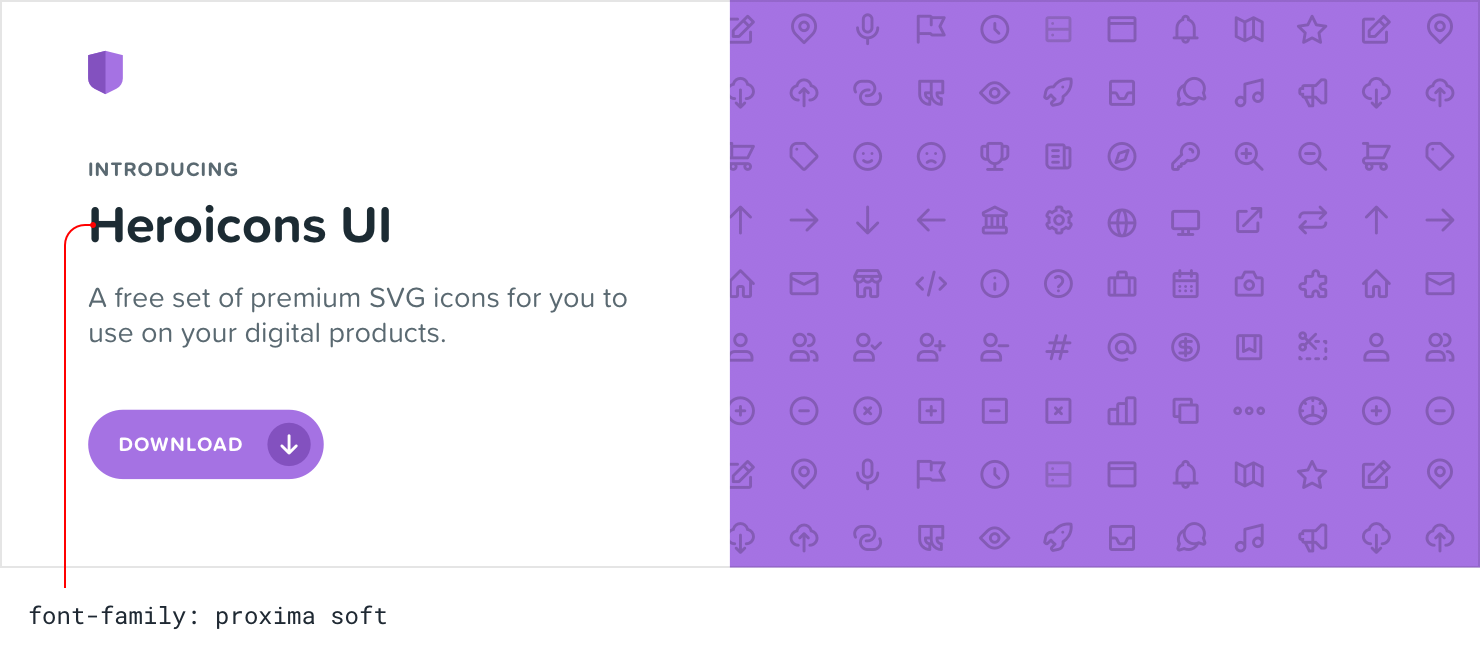 INTRODUCING
Heroicons UI
A free set of premium SVG icons for you to
use on your digital products.
DOWNLOAD
font-family: proxima soft